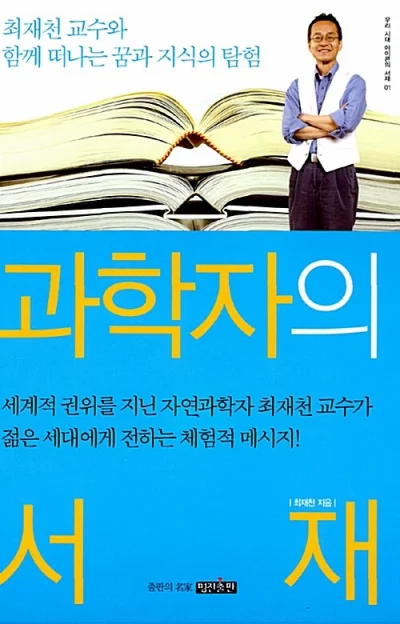 최재천 교수와
함께 떠나는 꿈과 지식의 탐험
우리 시대 아이콘의 서재 01
과학자의
세계적 권위를 지닌 자연과학자 최재천 교수가
젊은 세대에게 전하는 체험적 메시지!
서재
| 최재천 지음 |
출판의 名家 명진출판